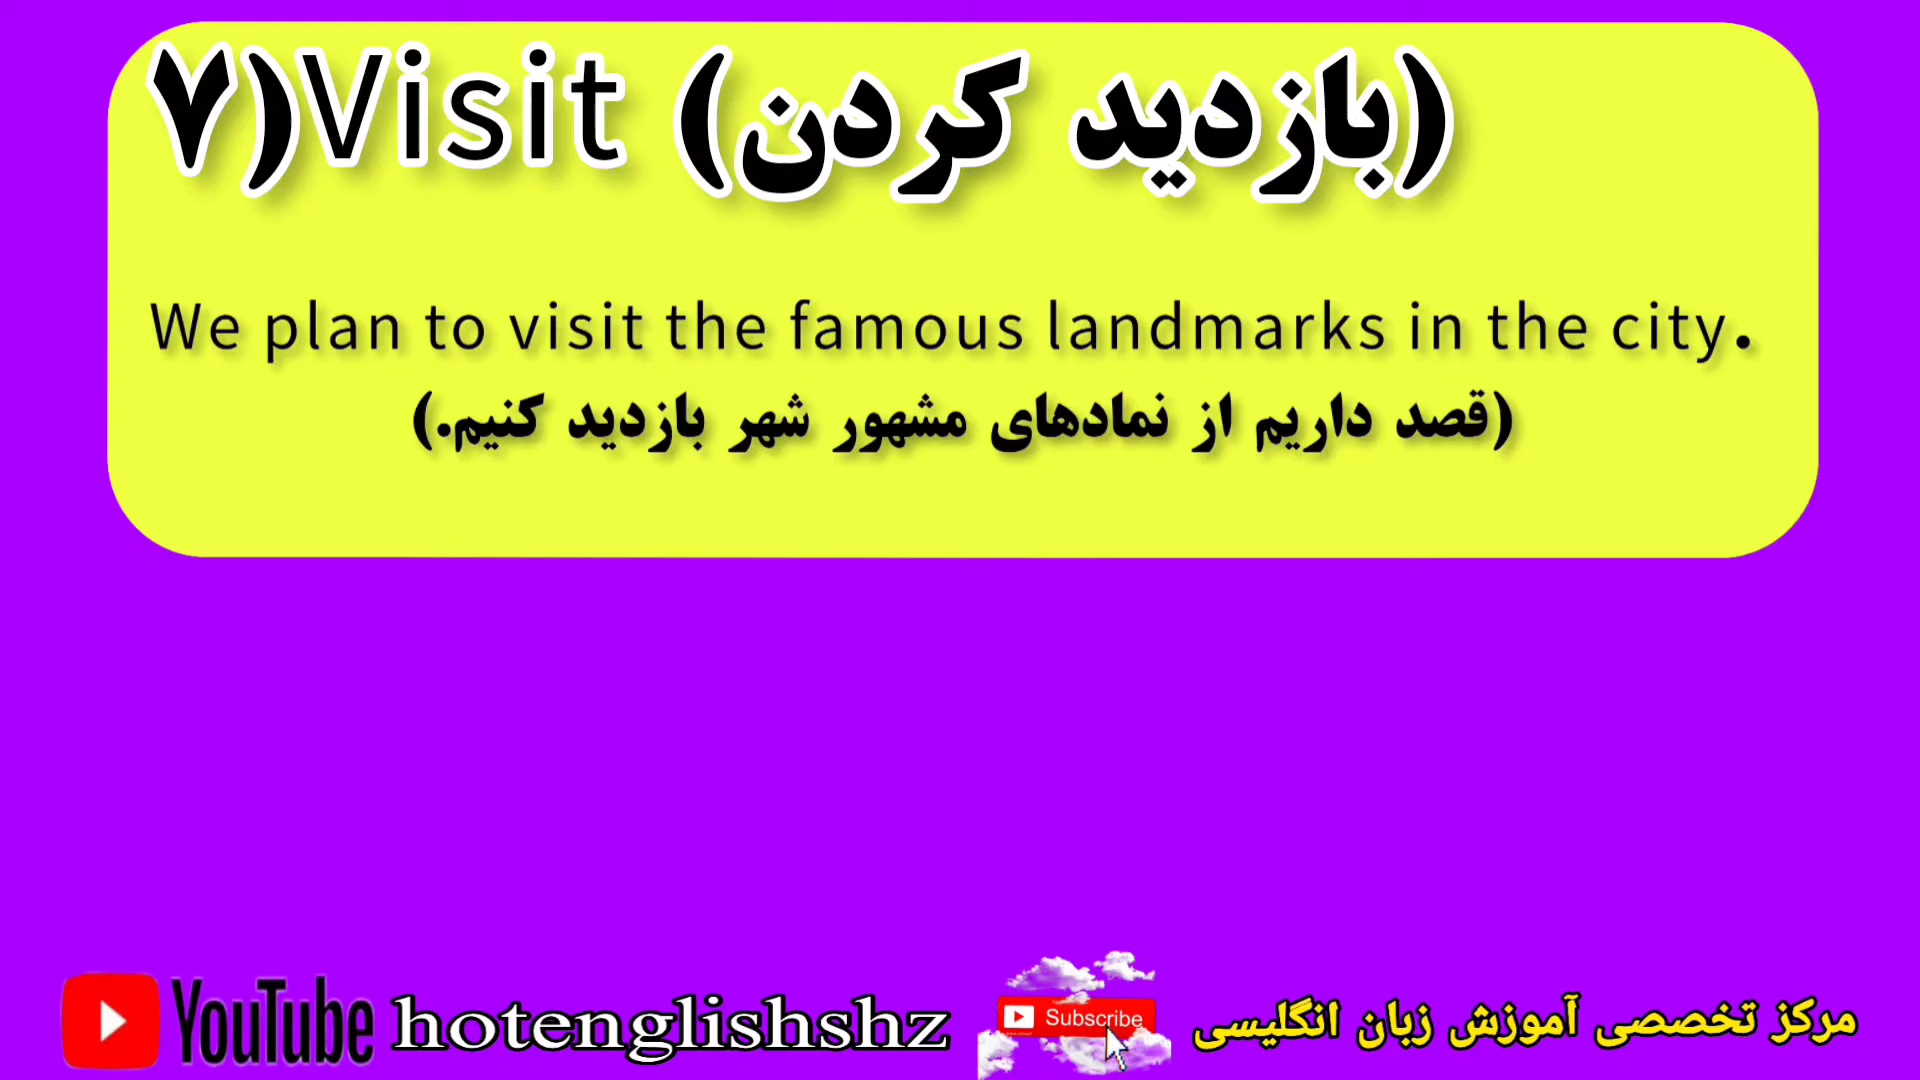 ۷)Visit (بازدید کردن)
We plan to visit the famous landmarks in the city.
(قصد داریم از نمادهای مشهور شهر بازدید کنیم.)
YouTube hotenglishshz Subscribe مرکز تخصصی آموزش زبان انگلیسی